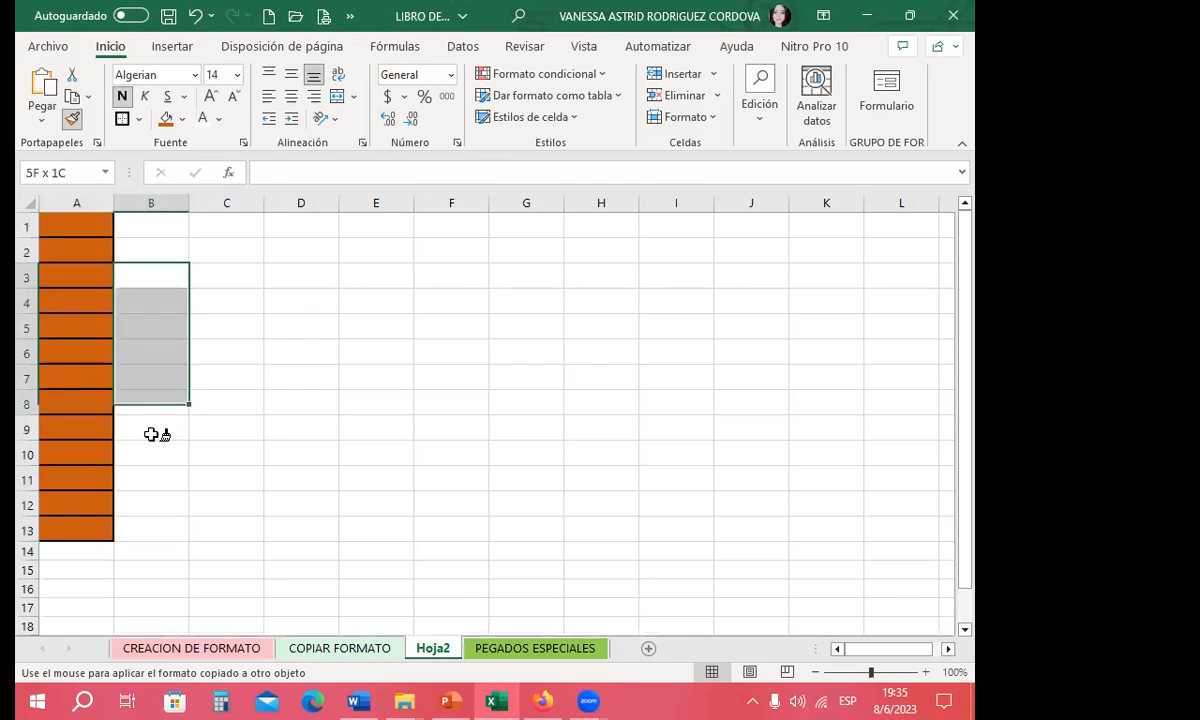 Autoguardado
LIBRO DE...
VANESSA ASTRID RODRIGUEZ CORDOVA
Archivo Inicio Insertar Disposición de página Fórmulas Datos Revisar Vista Automatizar Ayuda Nitro Pro 10
Pegar
Portapapeles
Algerian 14
N K S
Fuente
Alineación
General
$ % 000
Número
Formato condicional
Dar formato como tabla
Estilos de celda
Estilos
Insertar
Eliminar
Formato
Celdas
Edición
Analizar
datos
Análisis
Formulario
GRUPO DE FOR
5F x 1C
fx
A B C D E F G H I J K L
1
2
3
4
5
6
7
8
9
10
11
12
13
14
15
16
17
18
CREACION DE FORMATO COPIAR FORMATO Hoja2 PEGADOS ESPECIALES
Use el mouse para aplicar el formato copiado a otro objeto
100%
zoom
ESP
19:35
8/6/2023